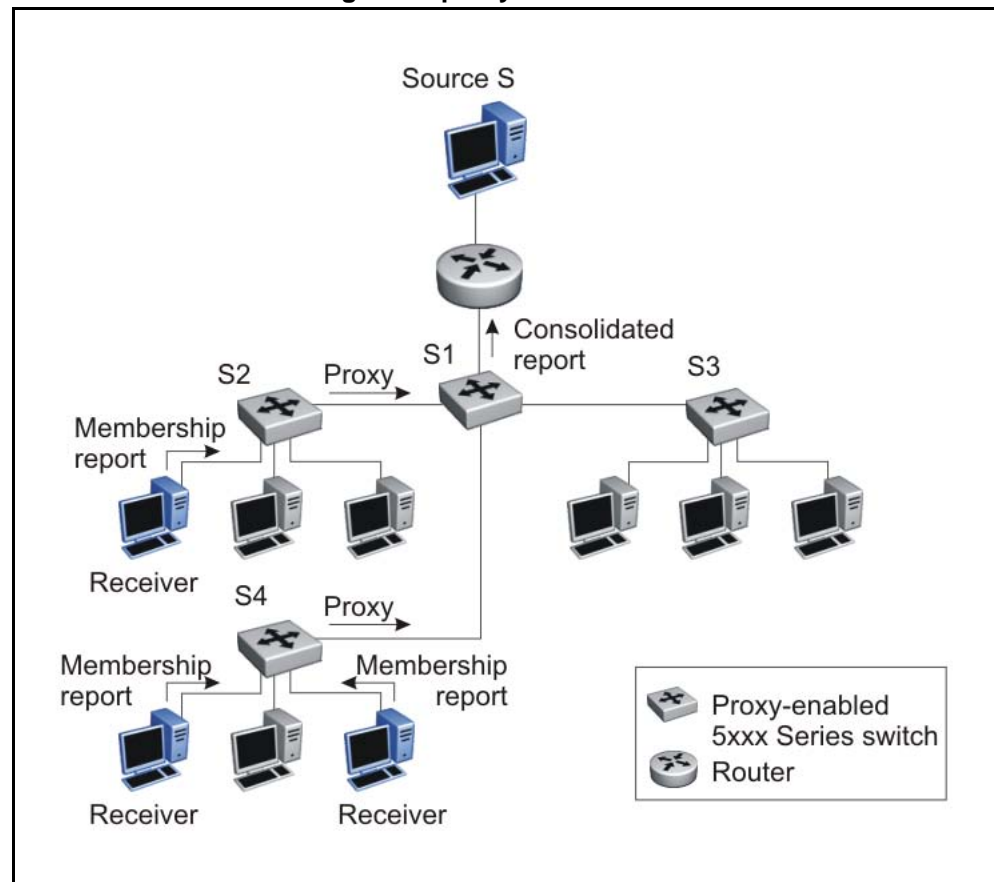 Source S
Consolidated
report
S1
S2
Proxy
S3
Membership
report
Receiver
S4
Proxy
Membership
report
Membership
report
Receiver
Receiver
Proxy-enabled
5xxx Series switch
Router